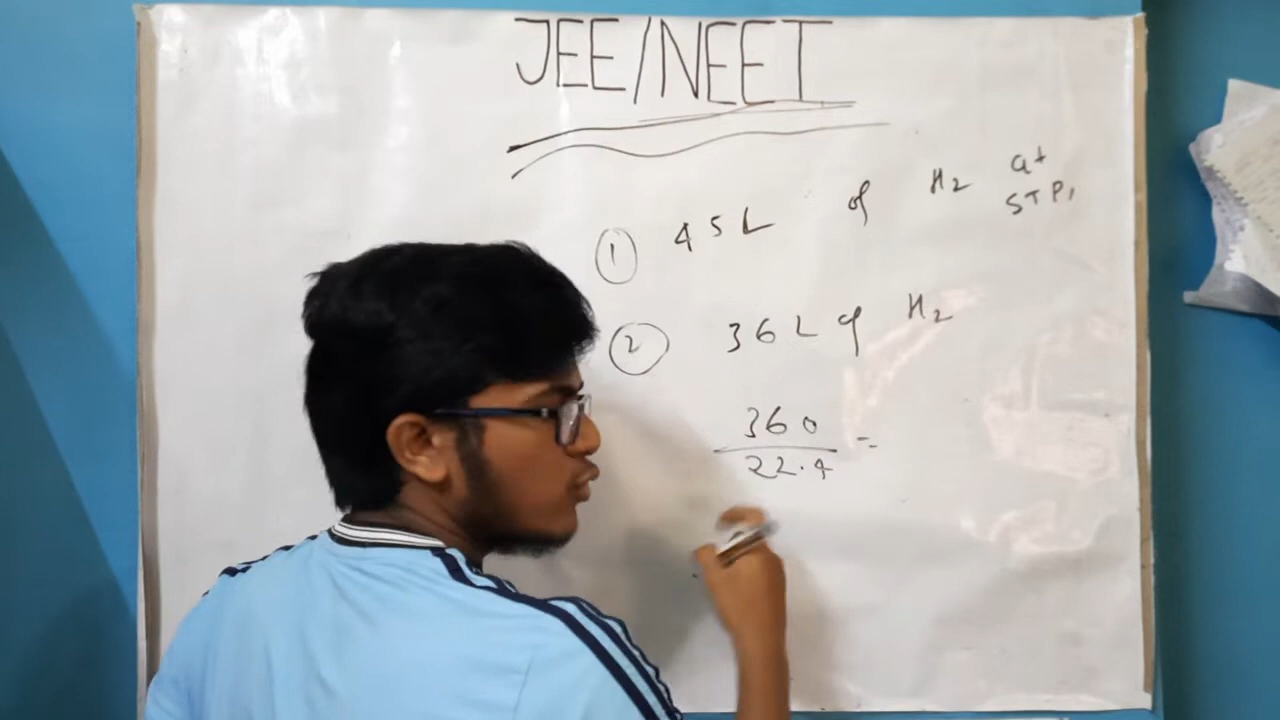 JEE/NEET
① 45L of H2 at STP,
② 36L of H2
360
22.4 =